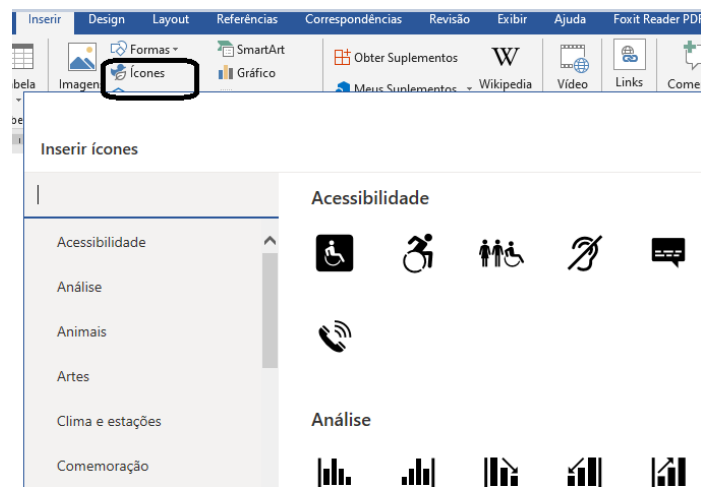 Inserir Design Layout Referências Correspondências Revisão Exibir Ajuda Foxit Reader PDF
Formas SmartArt
Obter Suplementos W
Ícones Gráfico
Imagens Meus Suplementos Wikipedia Vídeo Links
Inserir ícones
Acessibilidade
Acessibilidade
Análise
Animais
Artes
Clima e estações
Comemoração
Análise